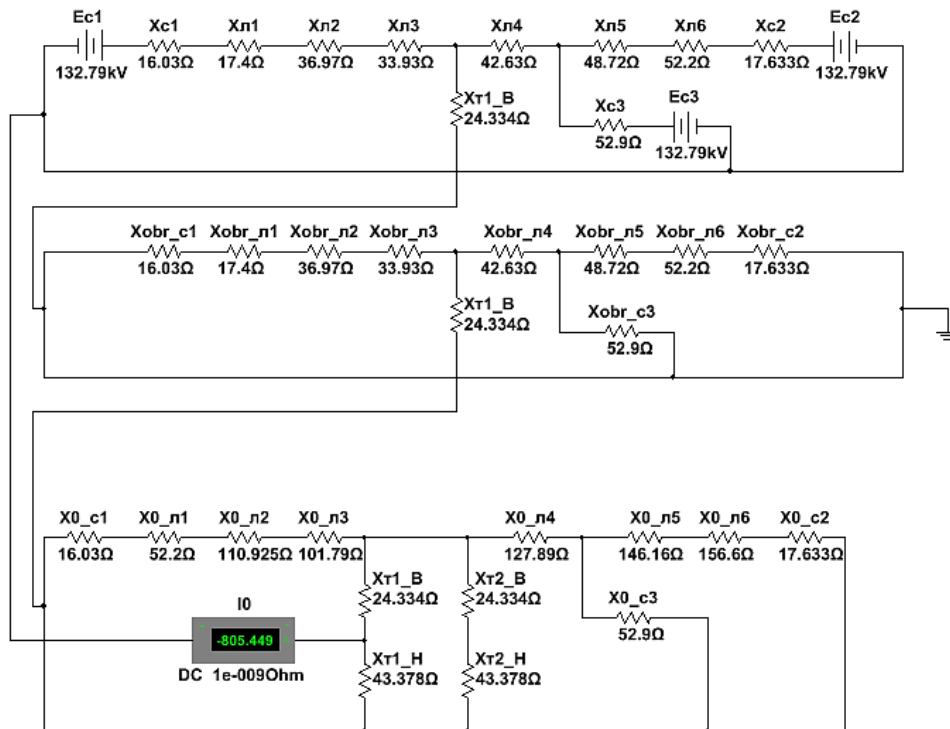 Ec1 Xc1 Xл1 Xл2 Xл3 Xл4 Xл5 Xл6 Xc2 Ec2
132.79kV 16.03Ω 17.4Ω 36.97Ω 33.93Ω 42.63Ω 48.72Ω 52.2Ω 17.633Ω 132.79kV
Xт1_B
24.334Ω
Xc3 Ec3
52.9Ω 132.79kV
Xobr_c1 Xobr_л1 Xobr_л2 Xobr_л3 Xobr_л4 Xobr_л5 Xobr_л6 Xobr_c2
16.03Ω 17.4Ω 36.97Ω 33.93Ω 42.63Ω 48.72Ω 52.2Ω 17.633Ω
Xт1_B
24.334Ω
Xobr_c3
52.9Ω
X0_c1 X0_л1 X0_л2 X0_л3 X0_л4 X0_л5 X0_л6 X0_c2
16.03Ω 52.2Ω 110.925Ω 101.79Ω 127.89Ω 146.16Ω 156.6Ω 17.633Ω
Xт1_B Xт2_B
24.334Ω 24.334Ω
X0_c3
52.9Ω
I0
-805.449
DC 1e-009Ohm
Xт1_H Xт2_H
43.378Ω 43.378Ω